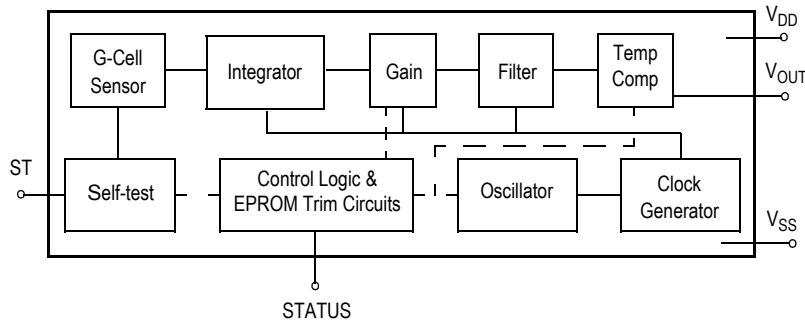 V_DD
G-Cell
Sensor
Integrator
Gain
Filter
Temp
Comp
V_OUT
ST
Self-test
Control Logic &
EPROM Trim Circuits
Oscillator
Clock
Generator
V_SS
STATUS